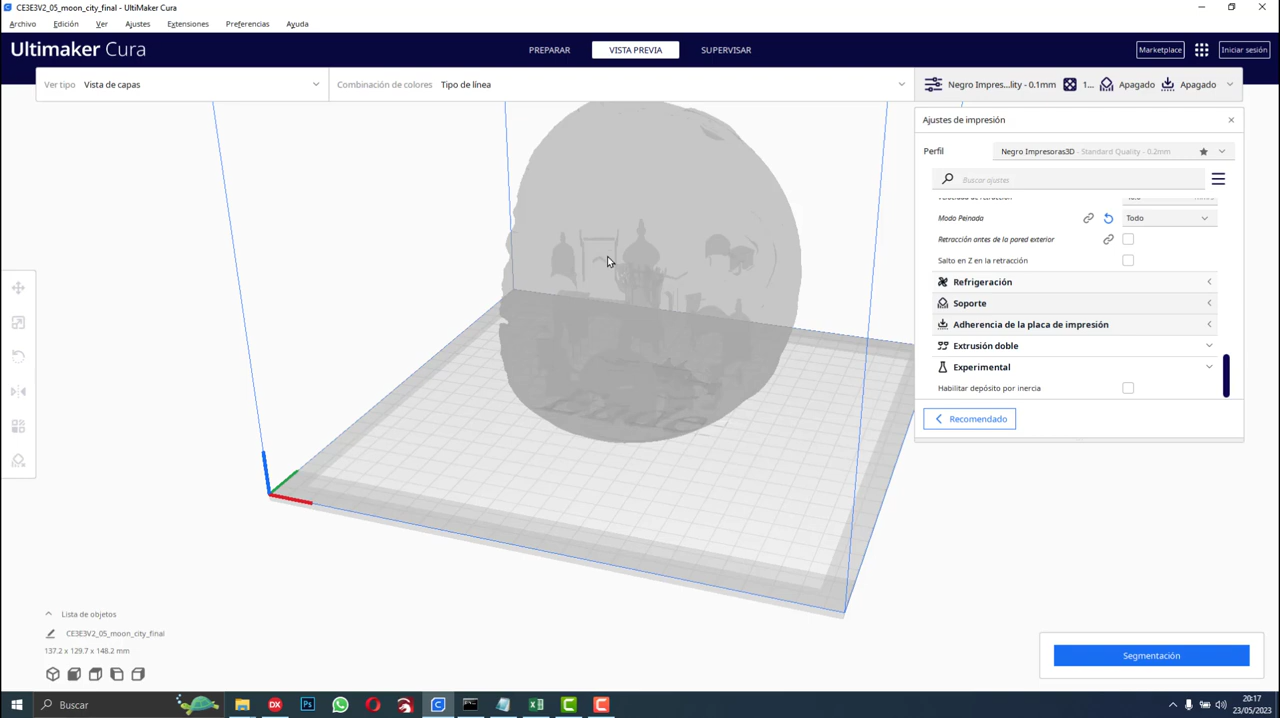 CE3E3V2_05_moon_city_final - UltiMaker Cura
Archivo Edición Ver Ajustes Extensiones Preferencias Ayuda
Ultimaker Cura
PREPARAR VISTA PREVIA SUPERVISAR
Marketplace Iniciar sesión
Ver tipo Vista de capas
Combinación de colores Tipo de línea
Negro Impres...lity - 0.1mm 1... Apagado Apagado
Ajustes de impresión
Perfil Negro Impresoras3D - Standard Quality - 0.2mm
Buscar ajustes
Modo Peinada Todo
Retracción antes de la pared exterior
Salto en Z en la retracción
Refrigeración
Soporte
Adherencia de la placa de impresión
Extrusión doble
Experimental
Habilitar depósito por inercia
Recomendado
Lista de objetos
CE3E3V2_05_moon_city_final
137.2 x 129.7 x 148.2 mm
Segmentación
Buscar
20:17
23/05/2023